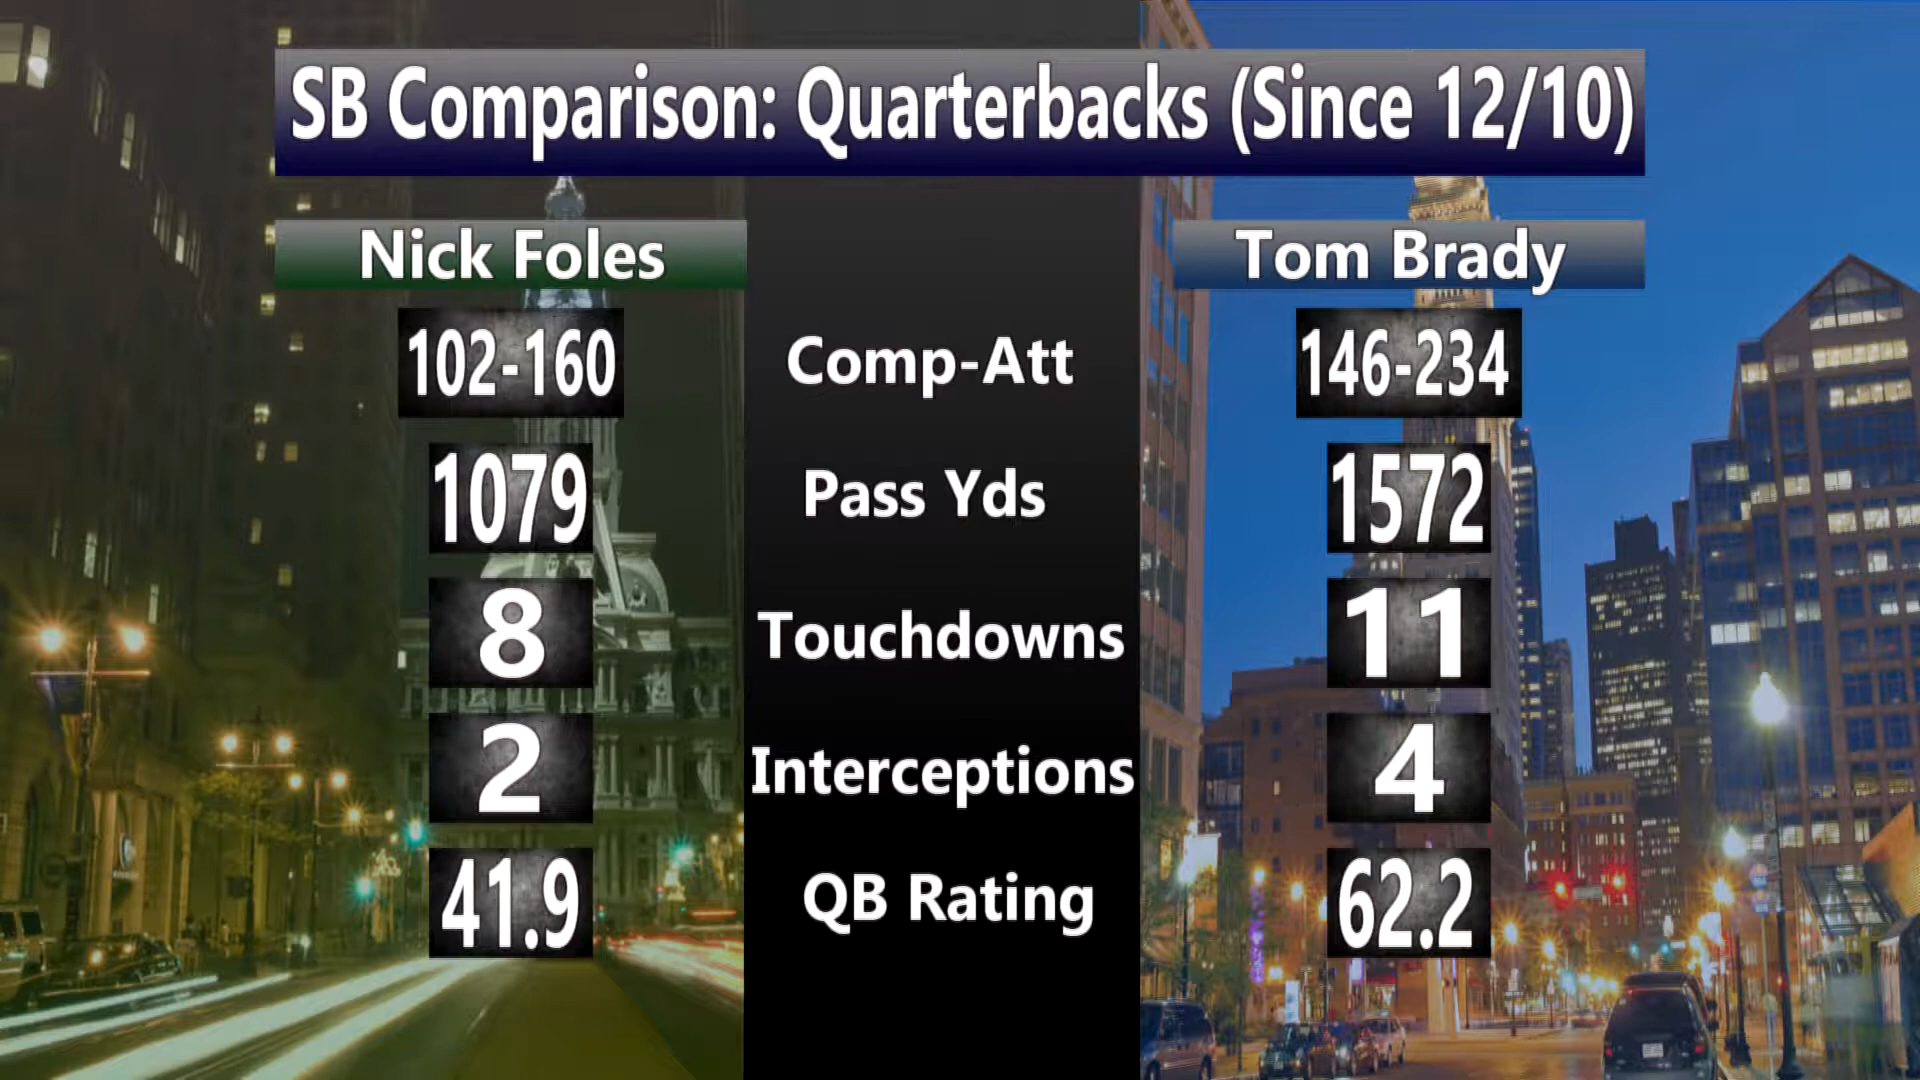 SB Comparison: Quarterbacks (Since 12/10)
Nick Foles
Tom Brady
102-160
Comp-Att
146-234
1079
Pass Yds
1572
8
Touchdowns
11
2
Interceptions
4
41.9
QB Rating
62.2